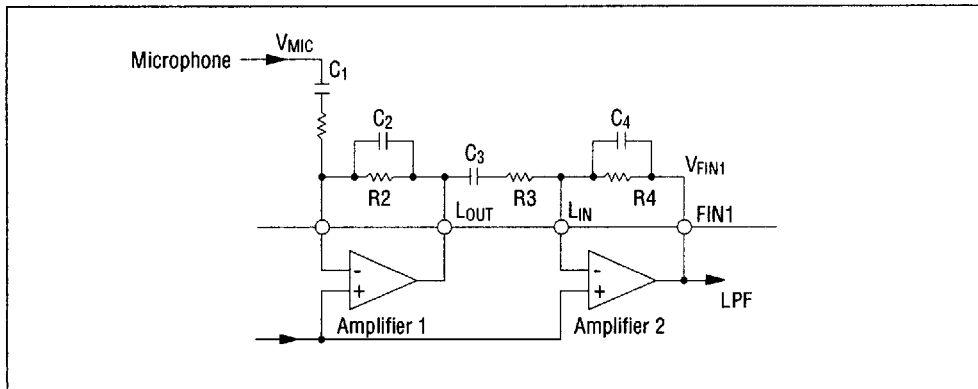 VMIC
Microphone
C1
C2
C3
C4
VFIN1
R2
R3
R4
LOUT
LIN
FIN1
-
+
-
+
LPF
Amplifier 1
Amplifier 2